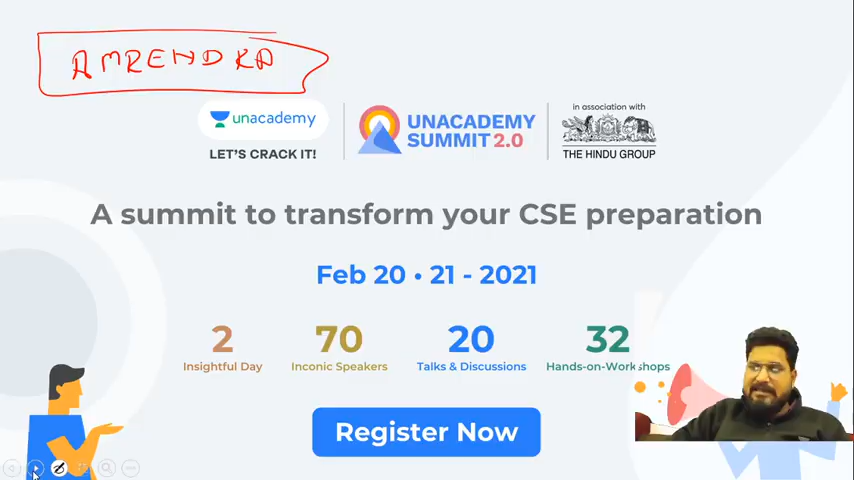 AMRENDRA
unacademy
LET'S CRACK IT!
UNACADEMY
SUMMIT 2.0
in association with
THE HINDU GROUP
A summit to transform your CSE preparation
Feb 20 • 21 - 2021
2 70 20 32
Insightful Day Inconic Speakers Talks & Discussions Hands-on-Workshops
Register Now